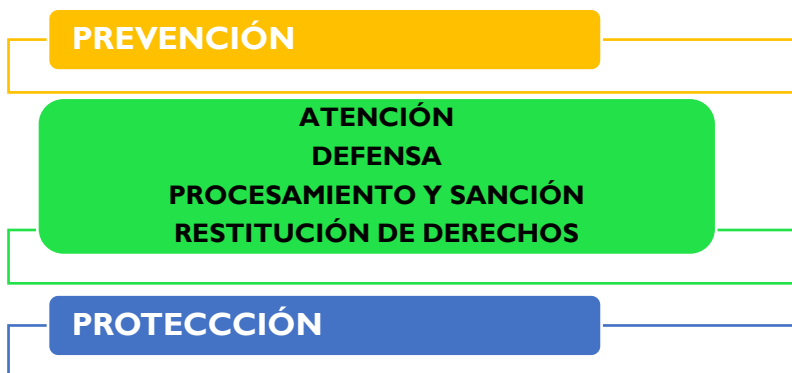 PREVENCIÓN
ATENCIÓN
DEFENSA
PROCESAMIENTO Y SANCIÓN
RESTITUCIÓN DE DERECHOS
PROTECCCIÓN